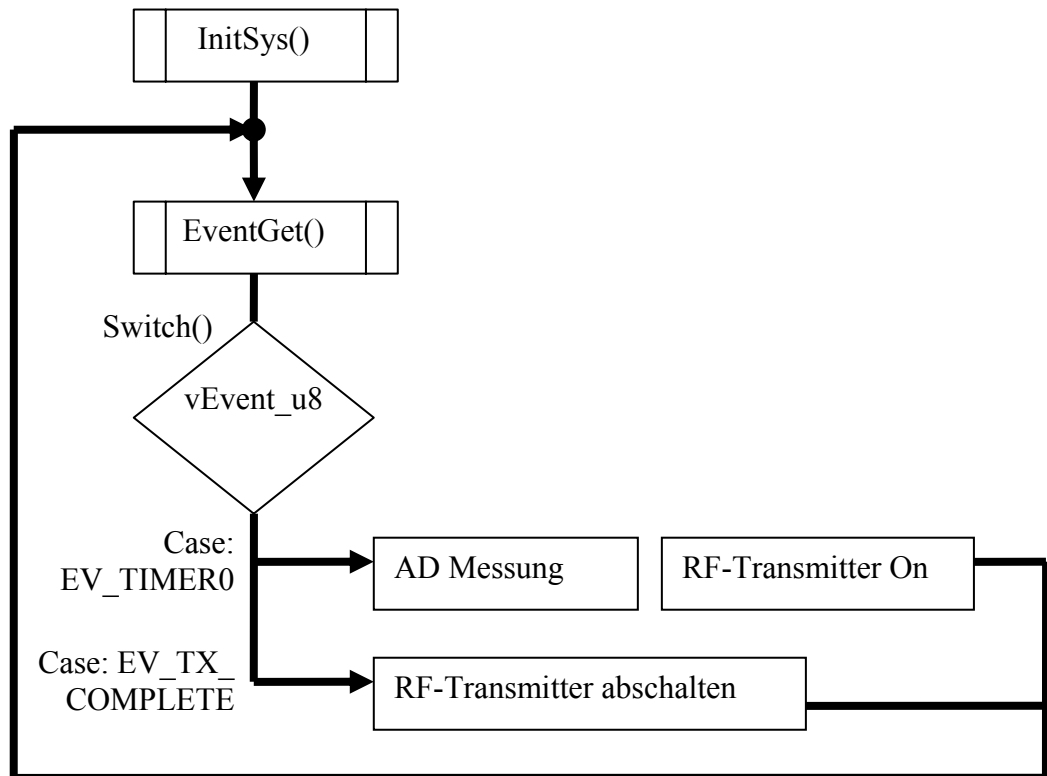 InitSys()
EventGet()
Switch()
vEvent_u8
Case:
EV_TIMER0
AD Messung
RF-Transmitter On
Case: EV_TX_
COMPLETE
RF-Transmitter abschalten